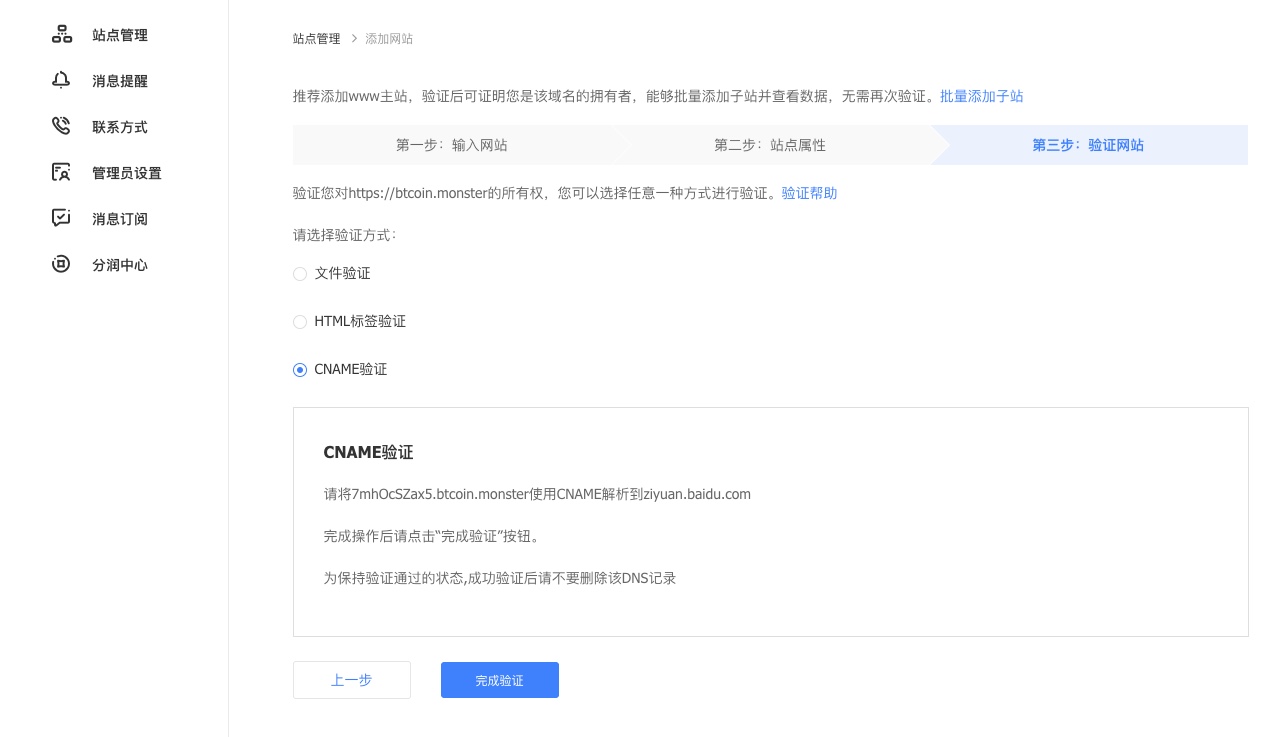 站点管理
消息提醒
联系方式
管理员设置
消息订阅
分润中心
站点管理 > 添加网站
推荐添加www主站，验证后可证明您是该域名的拥有者，能够批量添加子站并查看数据，无需再次验证。批量添加子站
第一步：输入网站 第二步：站点属性 第三步：验证网站
验证您对https://btcoin.monster的所有权，您可以选择任意一种方式进行验证。验证帮助
请选择验证方式：
文件验证
HTML标签验证
CNAME验证
CNAME验证
请将7mhOcSZax5.btcoin.monster使用CNAME解析到ziyuan.baidu.com
完成操作后请点击“完成验证”按钮。
为保持验证通过的状态,成功验证后请不要删除该DNS记录
上一步 完成验证